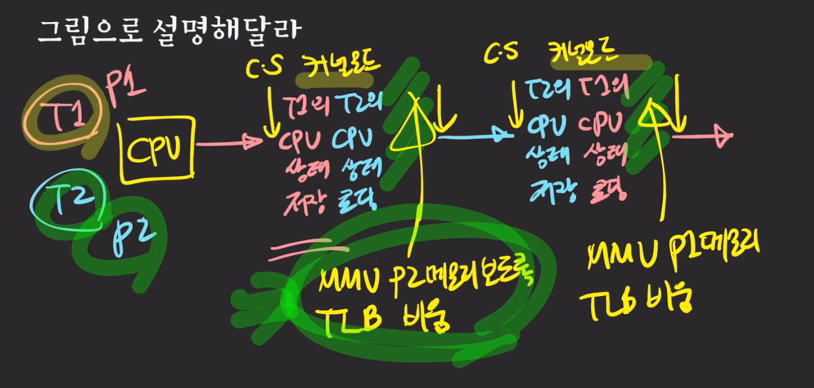 그림으로 설명해달라
T1 P1
CPU
T2
P2
C.S 커널모드
T1의 T2의
CPU CPU
상태 상태
저장 로딩
MMU P2메모리보도록
TLB 비움
C.S 커널모드
T2의 T1의
CPU CPU
상태 상태
저장 로딩
MMU P1메모리
TLB 비움